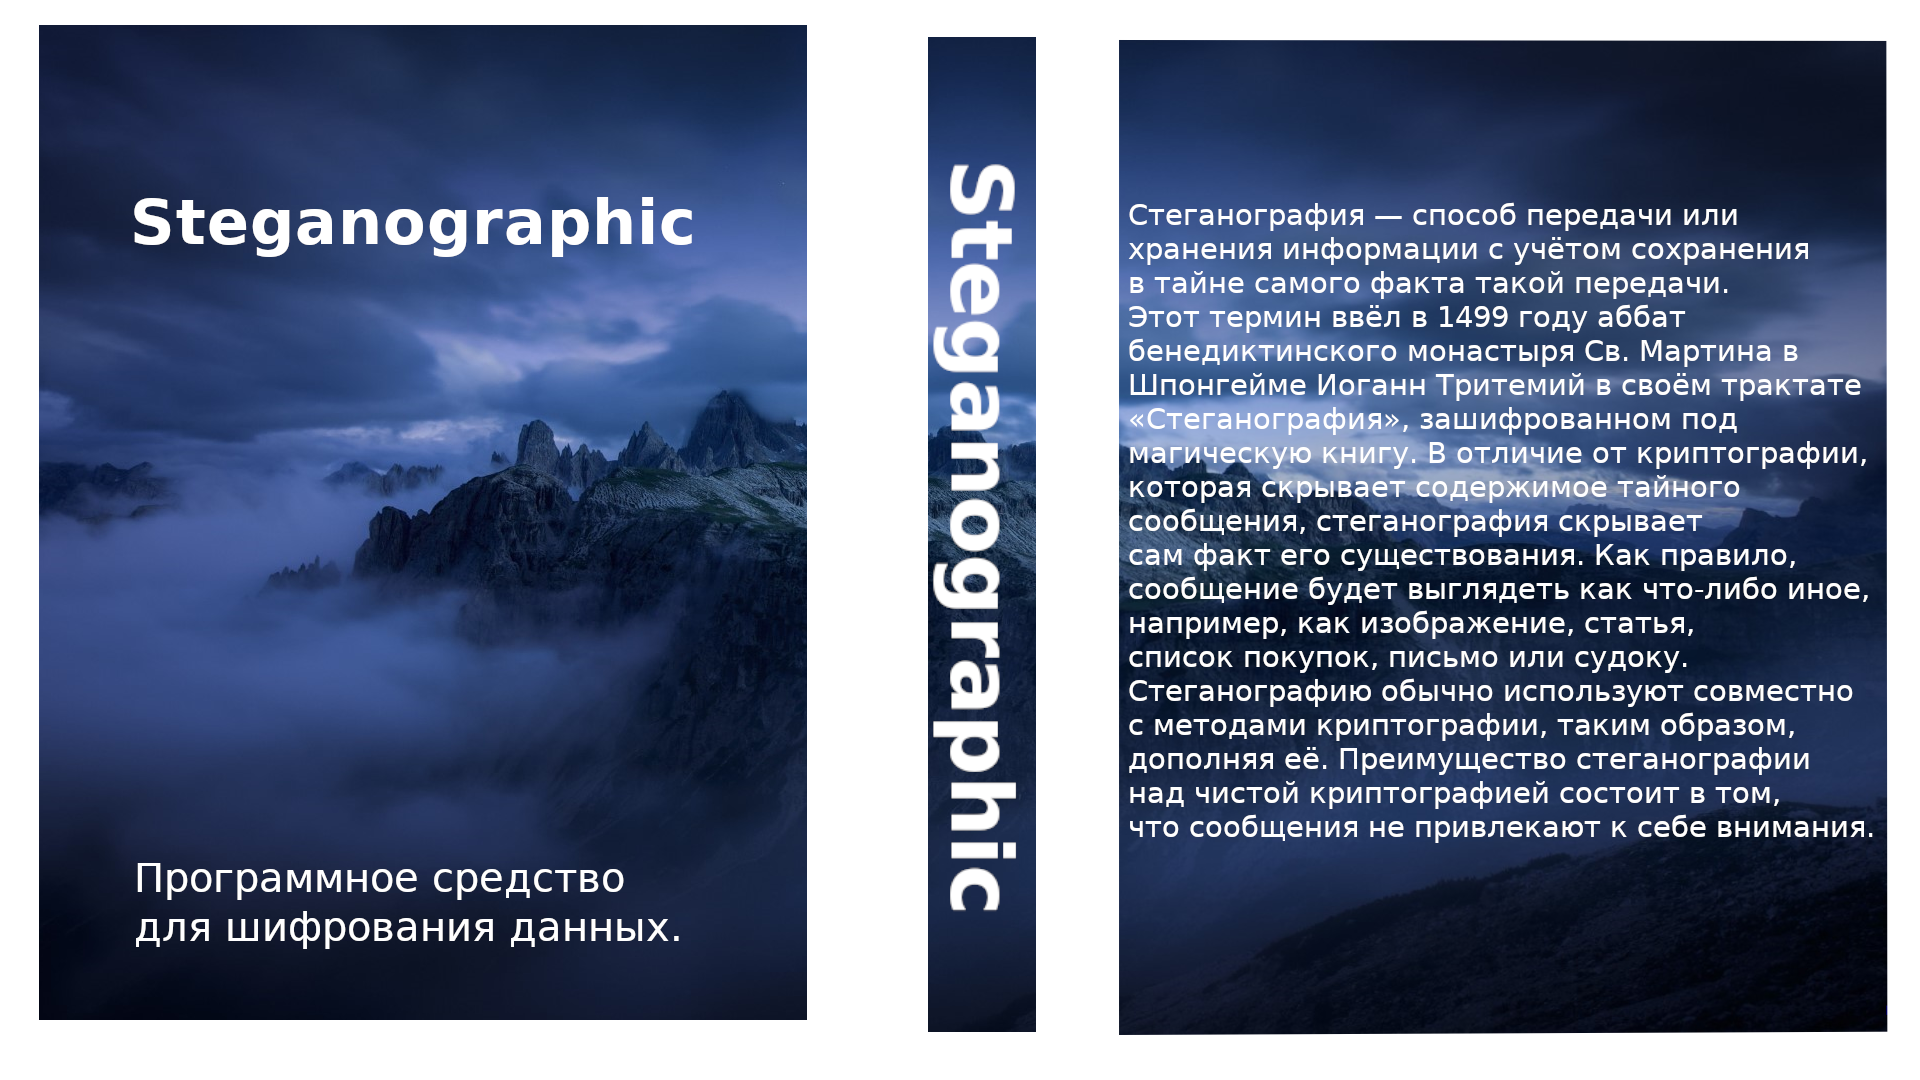 Steganographic
Программное средство
для шифрования данных.
Steganographic
Стеганография — способ передачи или
хранения информации с учётом сохранения
в тайне самого факта такой передачи.
Этот термин ввёл в 1499 году аббат
бенедиктинского монастыря Св. Мартина в
Шпонгейме Иоганн Тритемий в своём трактате
«Стеганография», зашифрованном под
магическую книгу. В отличие от криптографии,
которая скрывает содержимое тайного
сообщения, стеганография скрывает
сам факт его существования. Как правило,
сообщение будет выглядеть как что-либо иное,
например, как изображение, статья,
список покупок, письмо или судоку.
Стеганографию обычно используют совместно
с методами криптографии, таким образом,
дополняя её. Преимущество стеганографии
над чистой криптографией состоит в том,
что сообщения не привлекают к себе внимания.